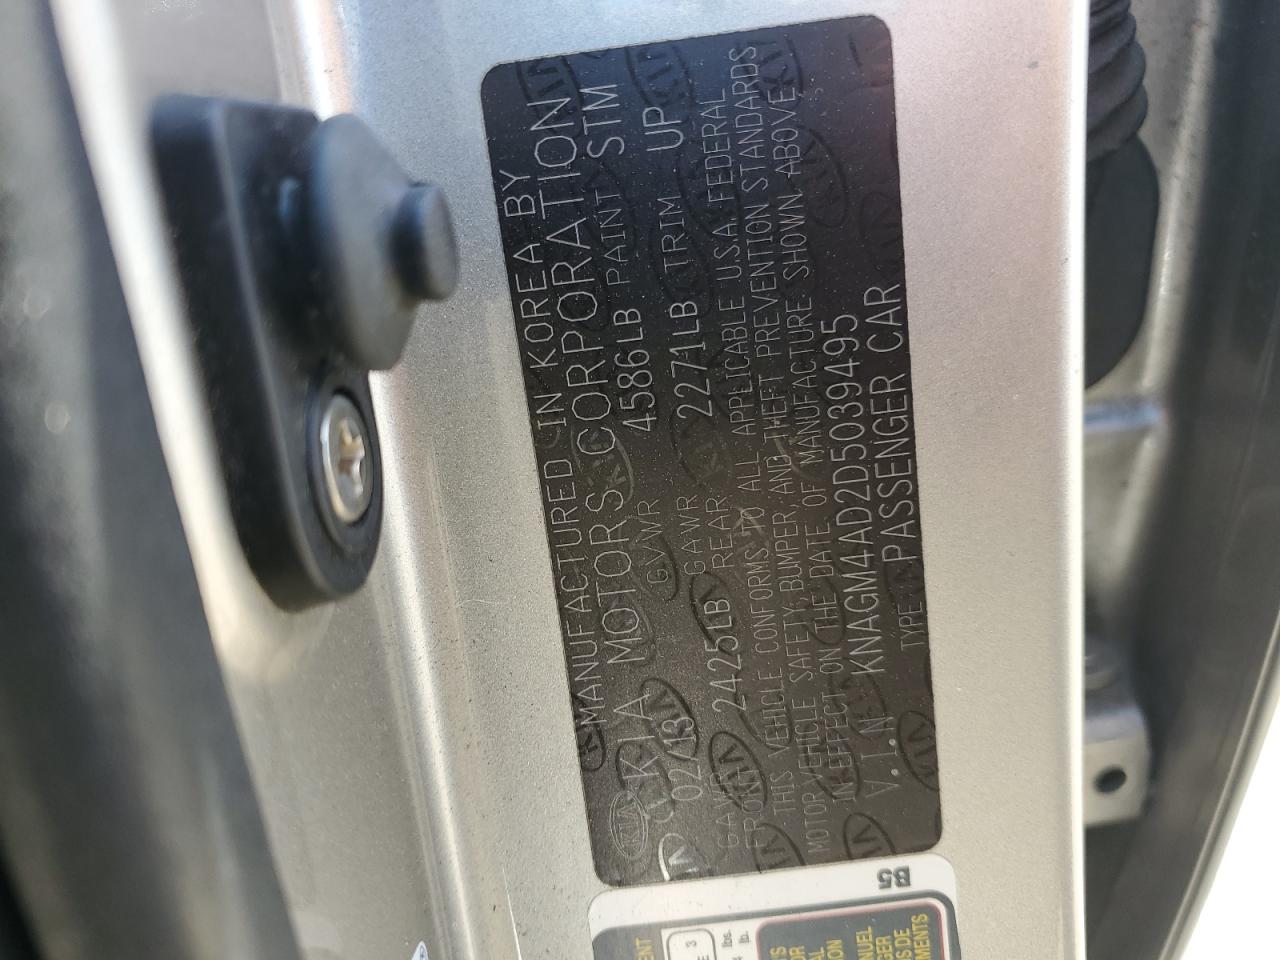 MANUFACTURED IN KOREA BY
KIA MOTORS CORPORATION
02/13 GVWR 4586LB PAINT STM
GAWR FRONT 2425LB GAWR REAR 2271LB TRIM UP
THIS VEHICLE CONFORMS TO ALL APPLICABLE U.S.A FEDERAL
MOTOR VEHICLE SAFETY, BUMPER, AND THEFT PREVENTION STANDARDS
IN EFFECT ON THE DATE OF MANUFACTURE SHOWN ABOVE.
V.I.N KNAGM4AD2D5039495
TYPE PASSENGER CAR
B5